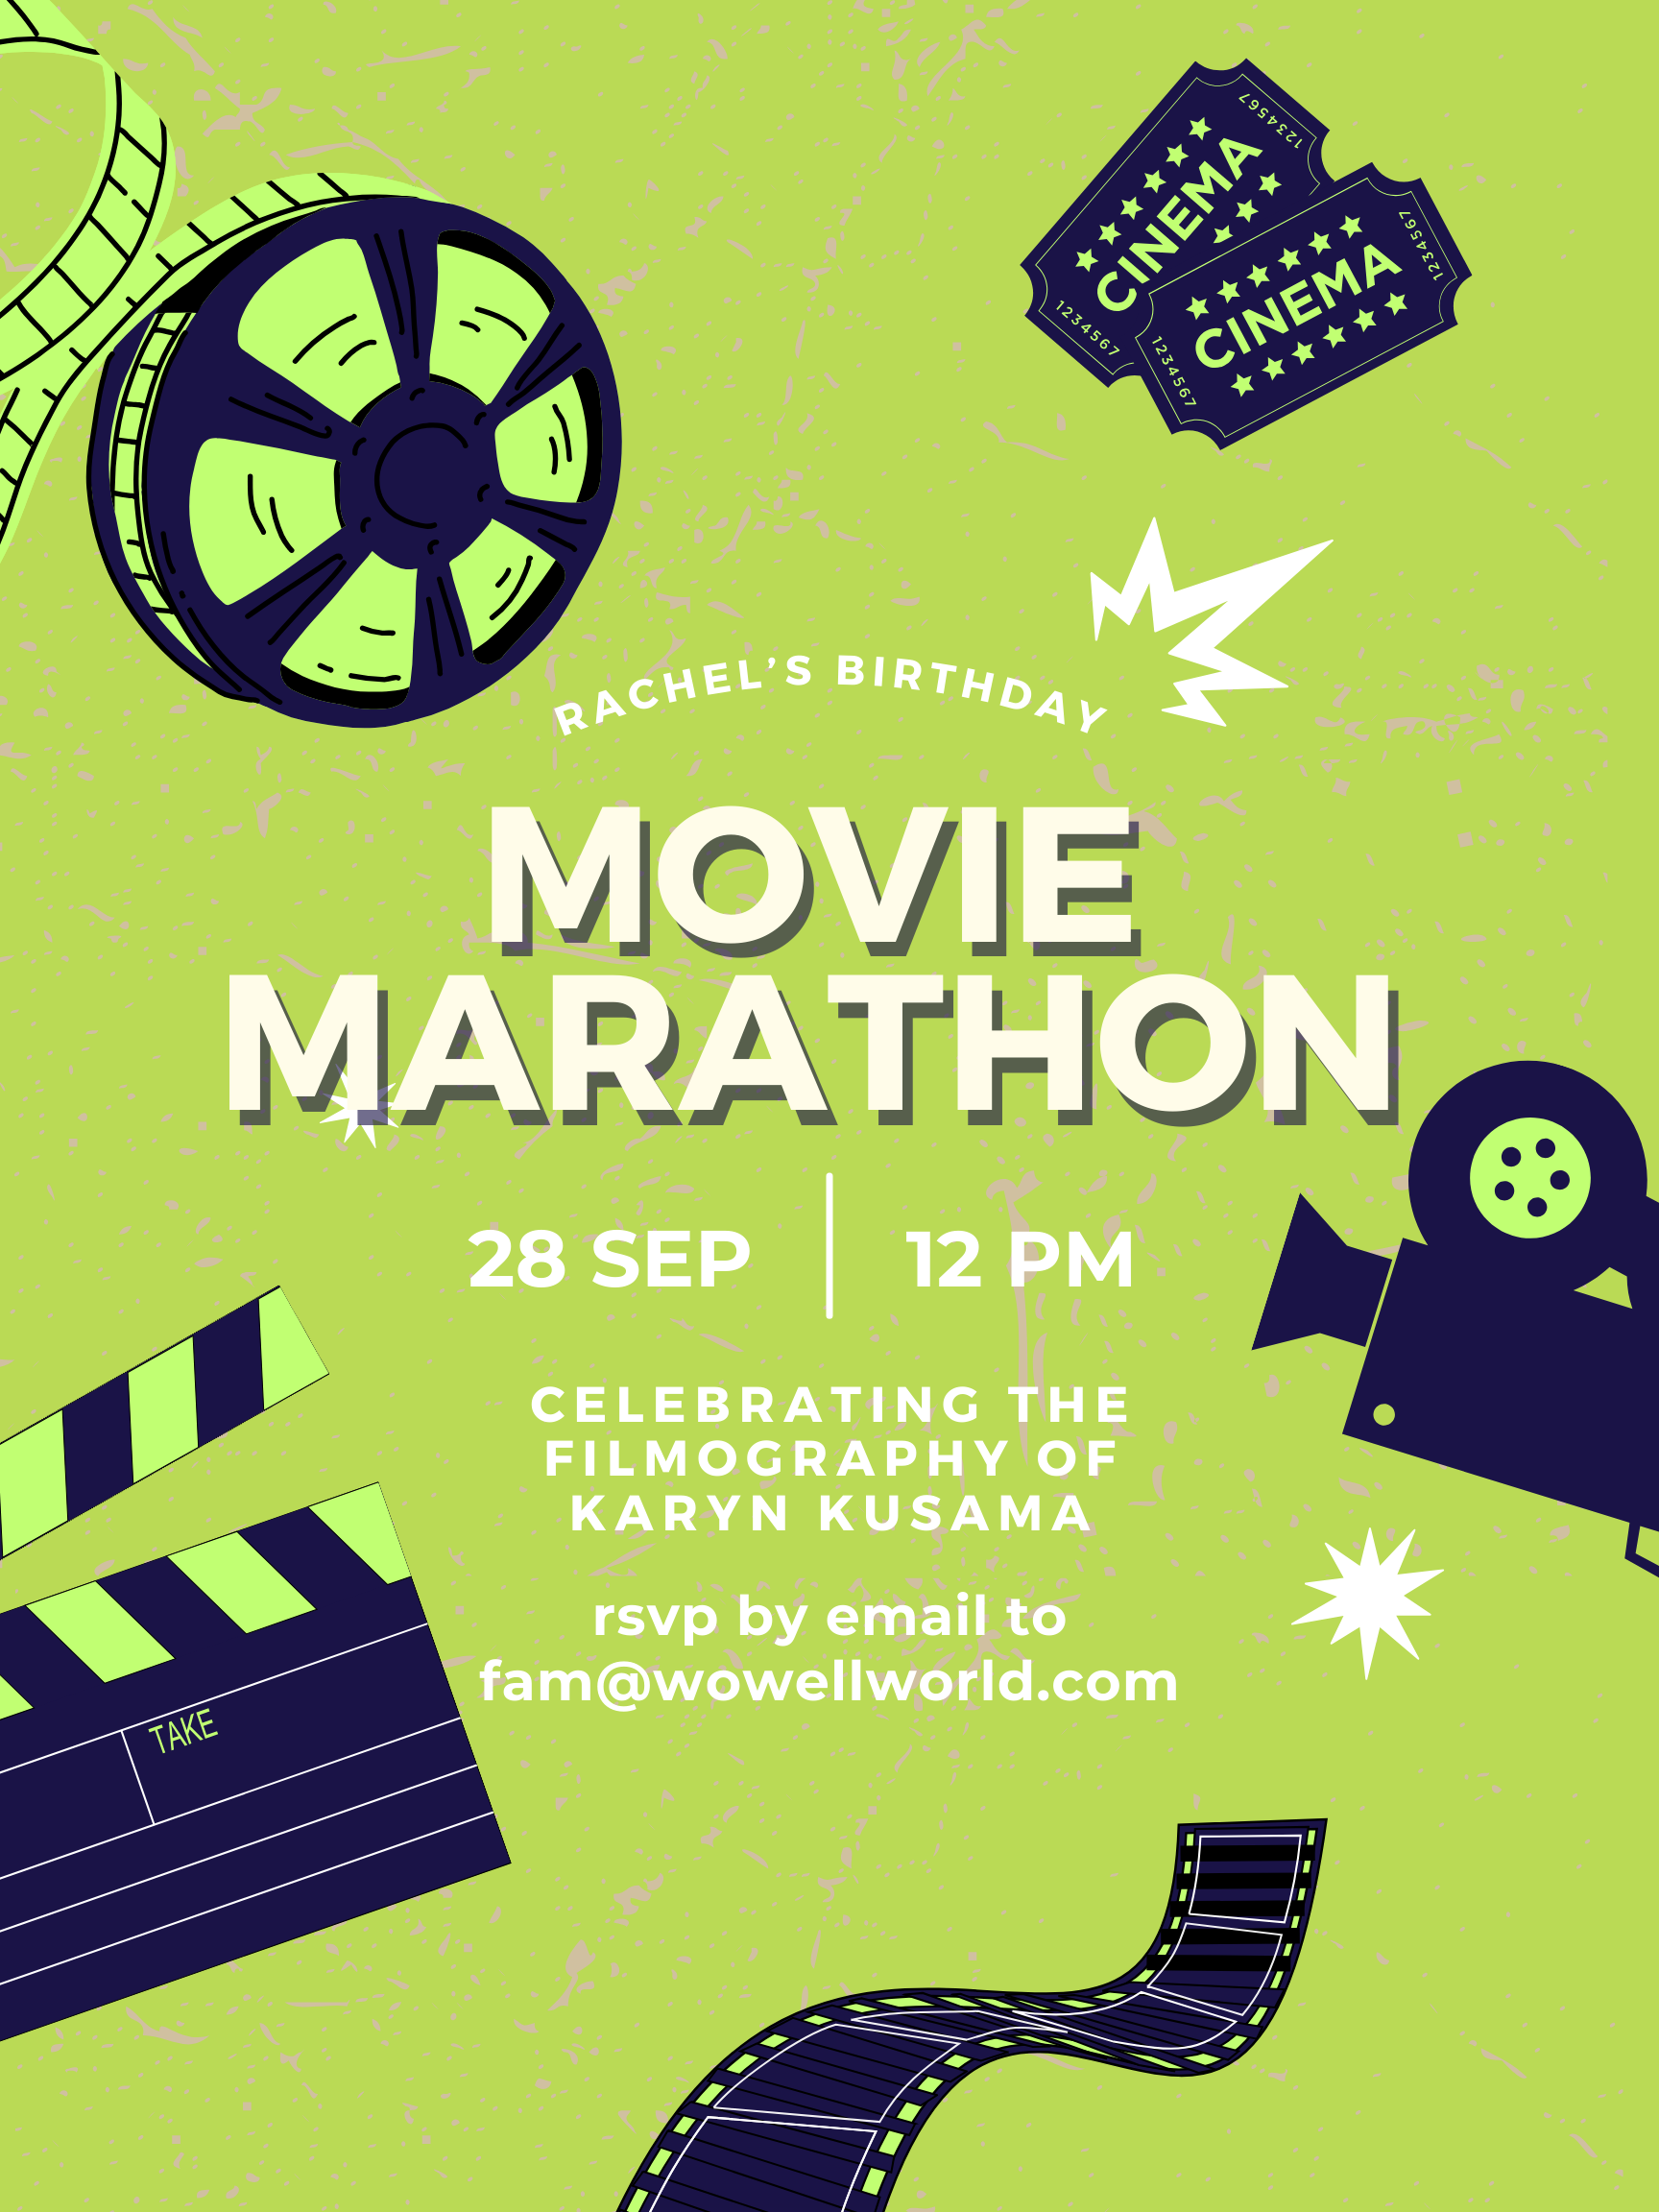 1234567
CINEMA
1234567
1234567
CINEMA
1234567
RACHEL’S BIRTHDAY
MOVIE
MARATHON
28 SEP
12 PM
CELEBRATING THE
FILMOGRAPHY OF
KARYN KUSAMA
rsvp by email to
fam@wowellworld.com
TAKE